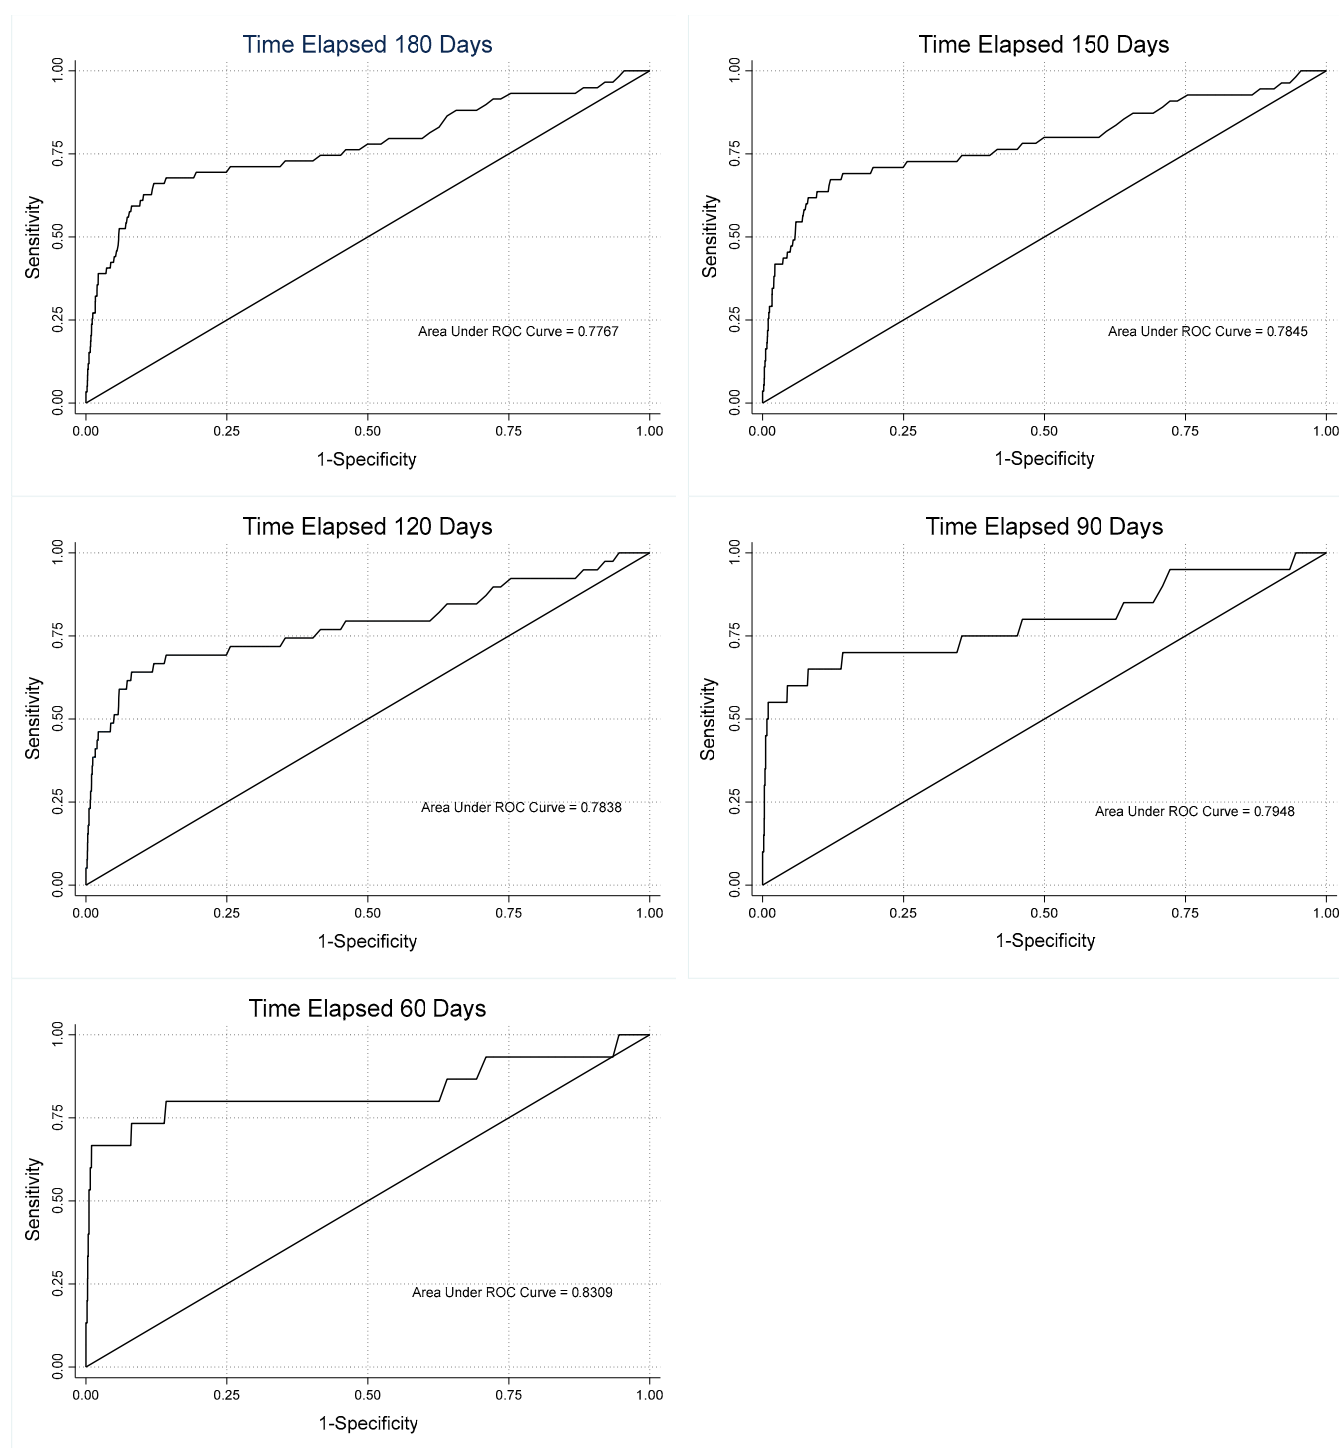 Time Elapsed 180 Days
Sensitivity
1.00
0.75
0.50
0.25
0.00
Area Under ROC Curve = 0.7767
0.00 0.25 0.50 0.75 1.00
1-Specificity
Time Elapsed 150 Days
Sensitivity
1.00
0.75
0.50
0.25
0.00
Area Under ROC Curve = 0.7845
0.00 0.25 0.50 0.75 1.00
1-Specificity
Time Elapsed 120 Days
Sensitivity
1.00
0.75
0.50
0.25
0.00
Area Under ROC Curve = 0.7838
0.00 0.25 0.50 0.75 1.00
1-Specificity
Time Elapsed 90 Days
Sensitivity
1.00
0.75
0.50
0.25
0.00
Area Under ROC Curve = 0.7948
0.00 0.25 0.50 0.75 1.00
1-Specificity
Time Elapsed 60 Days
Sensitivity
1.00
0.75
0.50
0.25
0.00
Area Under ROC Curve = 0.8309
0.00 0.25 0.50 0.75 1.00
1-Specificity